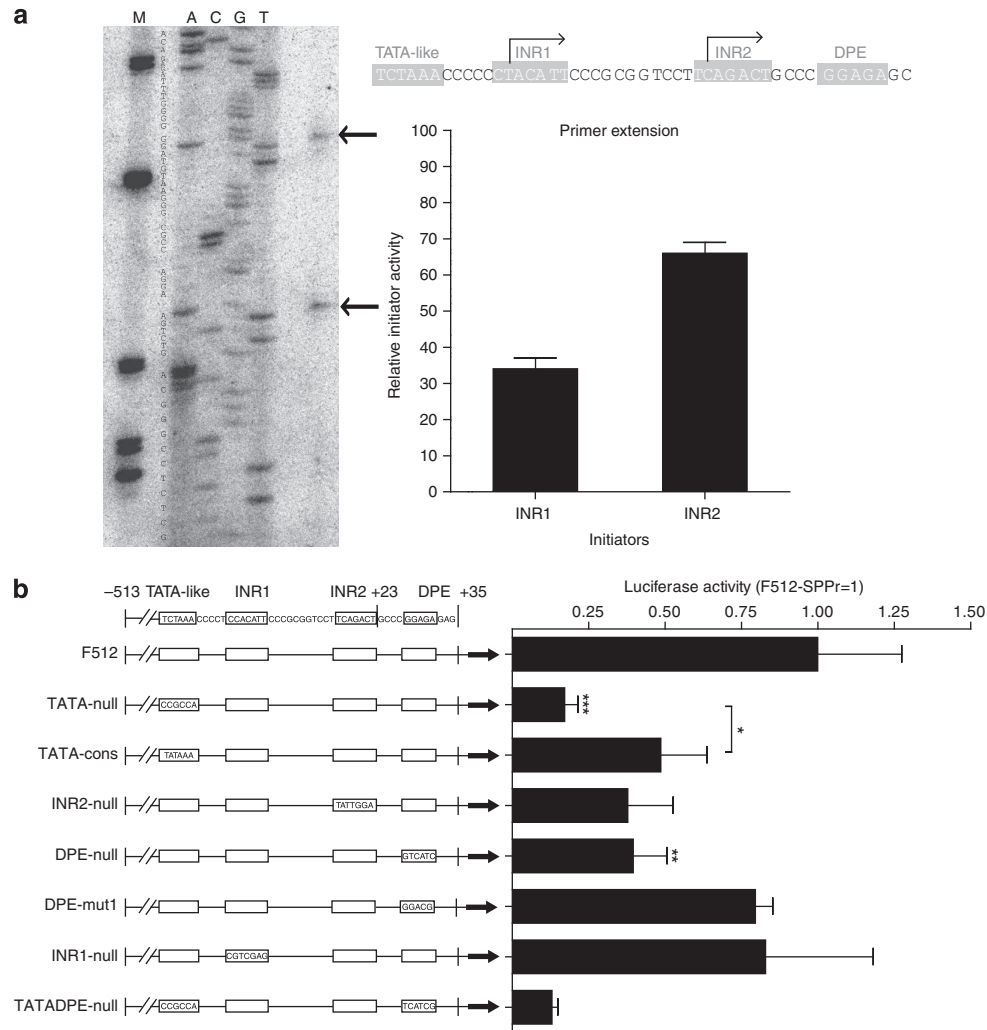 a
M A C G T
TATA-like INR1 INR2 DPE
TCTAAACCCCCCTACATTCCCGCGGTCCTTCAGACTGCCCGGAGAGC
Primer extension
Relative initiator activity
100
90
80
70
60
50
40
30
20
10
0
INR1 INR2
Initiators
b
–513 TATA-like INR1 INR2 +23 DPE +35
TCTAAA CCCCT CCACATT CCCGCGGTCCT TCAGACT GCCC GGAGA GAG
Luciferase activity (F512-SPPr=1)
0.25 0.50 0.75 1.00 1.25 1.50
F512
TATA-null CCGCCA ***
*
TATA-cons TATAAA
INR2-null TATTGGA
DPE-null GTCATC **
DPE-mut1 GGACG
INR1-null CGTCGAG
TATADPE-null CCGCCA TCATCG